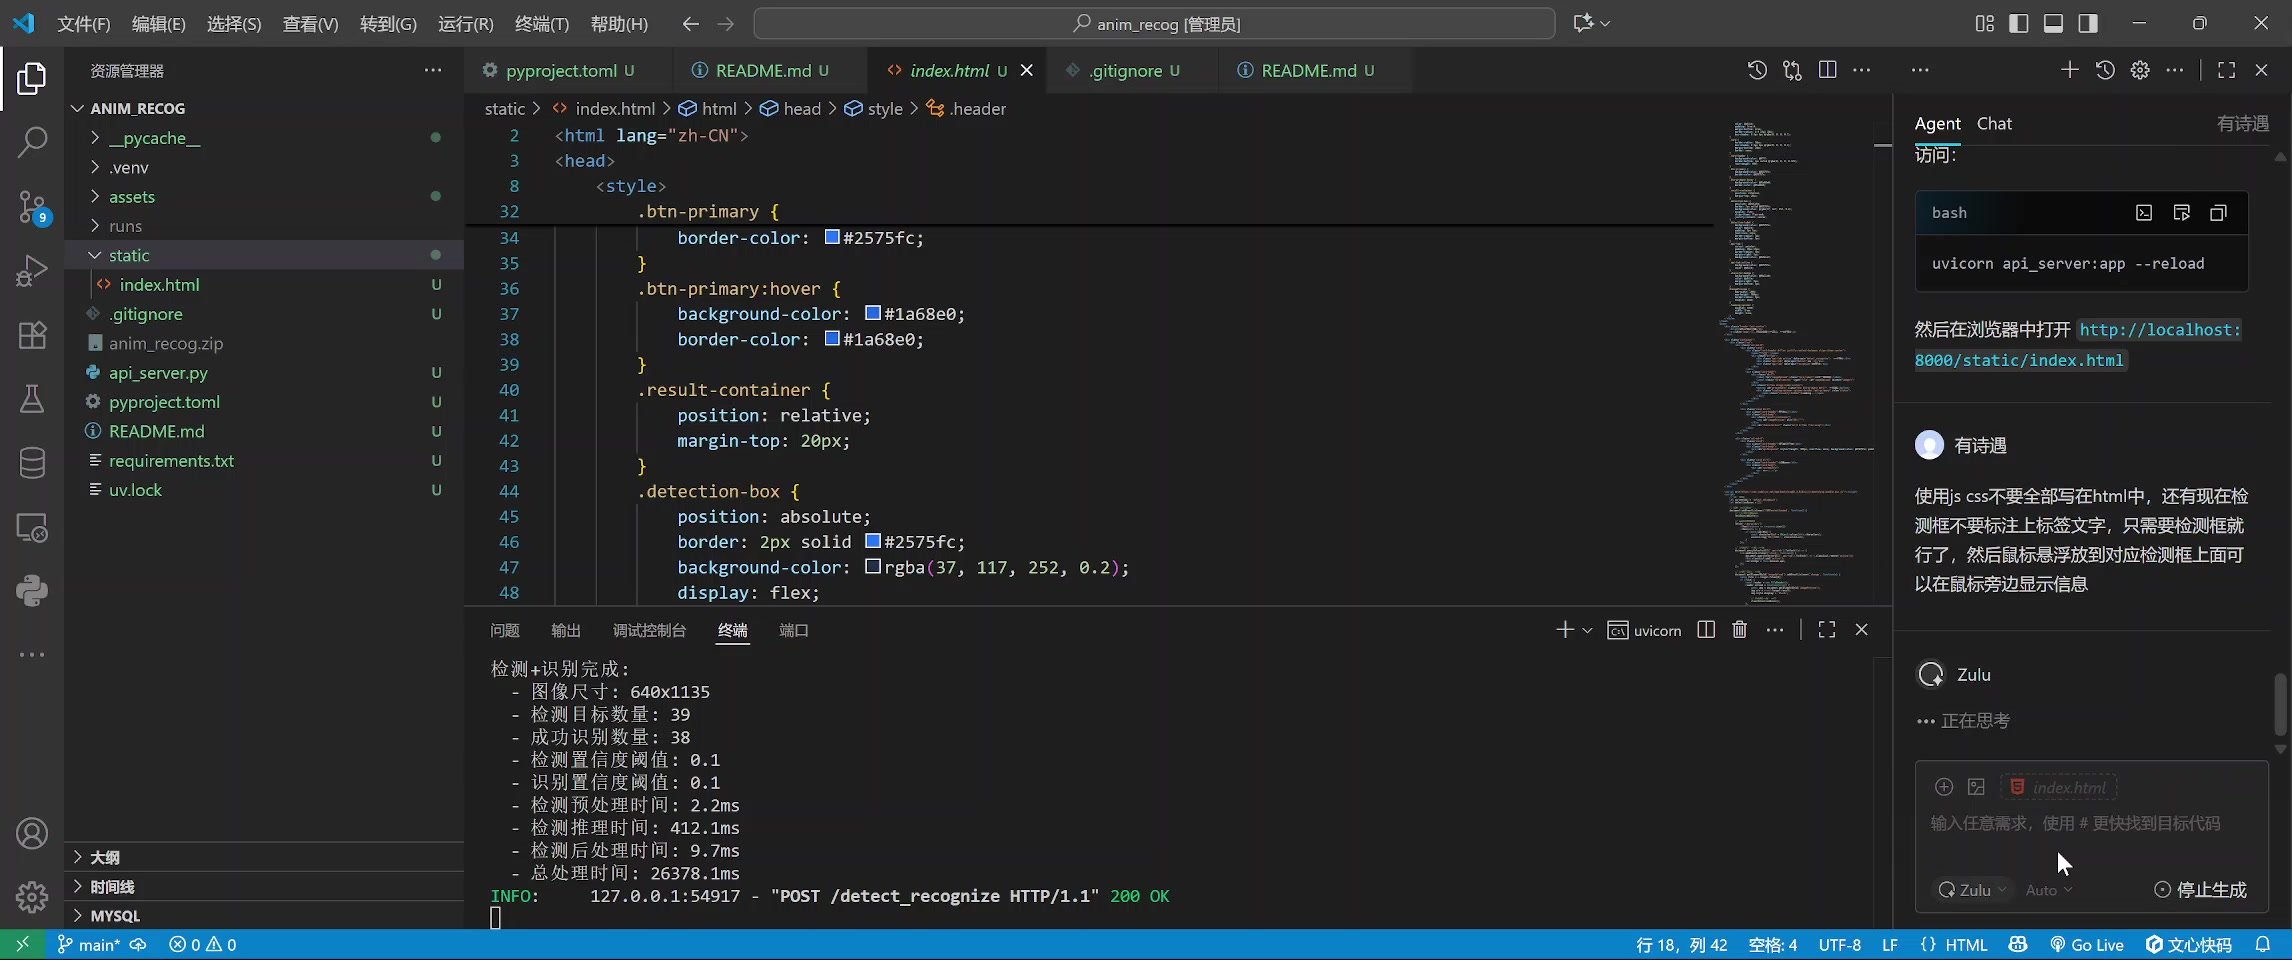 文件(F) 编辑(E) 选择(S) 查看(V) 转到(G) 运行(R) 终端(T) 帮助(H) anim_recog [管理员]
资源管理器
ANIM_RECOG
__pycache__
.venv
assets
runs
static
index.html U
.gitignore U
anim_recog.zip
api_server.py U
pyproject.toml U
README.md U
requirements.txt U
uv.lock U
9
大纲
时间线
MYSQL
pyproject.toml U README.md U index.html U .gitignore U README.md U
static > index.html > html > head > style > .header
2 <html lang="zh-CN">
3 <head>
8 <style>
32 .btn-primary {
34 border-color: #2575fc;
35 }
36 .btn-primary:hover {
37 background-color: #1a68e0;
38 border-color: #1a68e0;
39 }
40 .result-container {
41 position: relative;
42 margin-top: 20px;
43 }
44 .detection-box {
45 position: absolute;
46 border: 2px solid #2575fc;
47 background-color: rgba(37, 117, 252, 0.2);
48 display: flex;
问题 输出 调试控制台 终端 端口 uvicorn
检测+识别完成:
- 图像尺寸: 640x1135
- 检测目标数量: 39
- 成功识别数量: 38
- 检测置信度阈值: 0.1
- 识别置信度阈值: 0.1
- 检测预处理时间: 2.2ms
- 检测推理时间: 412.1ms
- 检测后处理时间: 9.7ms
- 总处理时间: 26378.1ms
INFO: 127.0.0.1:54917 - "POST /detect_recognize HTTP/1.1" 200 OK
Agent Chat 有诗遇
访问:
bash
uvicorn api_server:app --reload
然后在浏览器中打开 http://localhost:
8000/static/index.html
有诗遇
使用js css不要全部写在html中，还有现在检
测框不要标注上标签文字，只需要检测框就
行了，然后鼠标悬浮放到对应检测框上面可
以在鼠标旁边显示信息
Zulu
正在思考
index.html
输入任意需求，使用 # 更快找到目标代码
Zulu Auto 停止生成
main* 0 0 行 18，列 42 空格: 4 UTF-8 LF {} HTML Go Live 文心快码